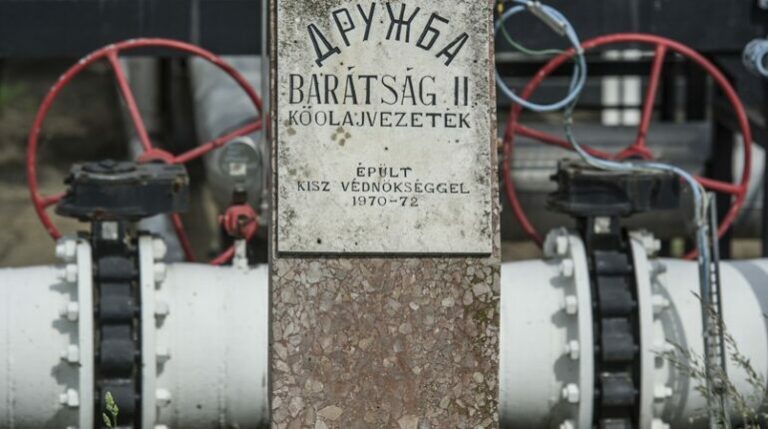 ДРУЖБА
BARÁTSÁG II.
KŐOLAJVEZETÉK
ÉPÜLT
KISZ VÉDNÖKSÉGGEL
1970-72